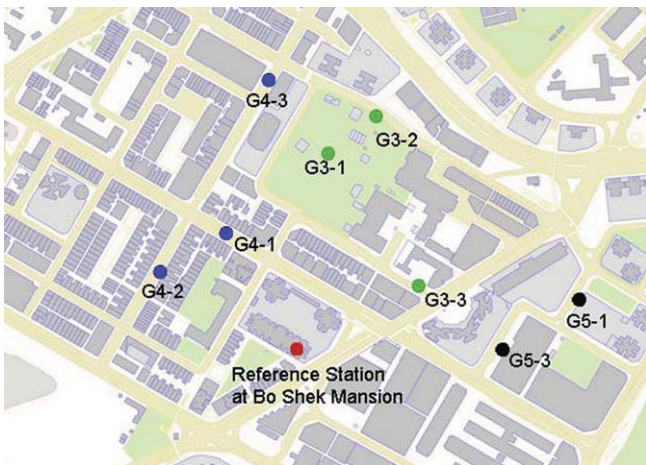 G4-3
G3-2
G3-1
G4-1
G4-2
G3-3
G5-1
G5-3
Reference Station
at Bo Shek Mansion